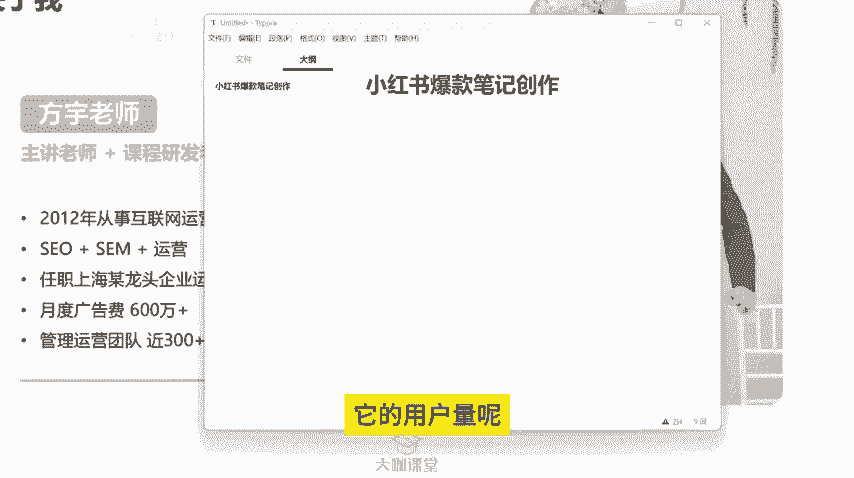 了我
Untitled - Typora
文件(F) 编辑(E) 段落(P) 格式(O) 视图(V) 主题(T) 帮助(H)
文件 大纲
小红书爆款笔记创作
小红书爆款笔记创作
方宇老师
主讲老师 + 课程研发
• 2012年从事互联网运营
• SEO + SEM + 运营
• 任职上海某龙头企业运
• 月度广告费 600万+
• 管理运营团队 近300+
它的用户量呢
ZH 9 词
大咖课堂